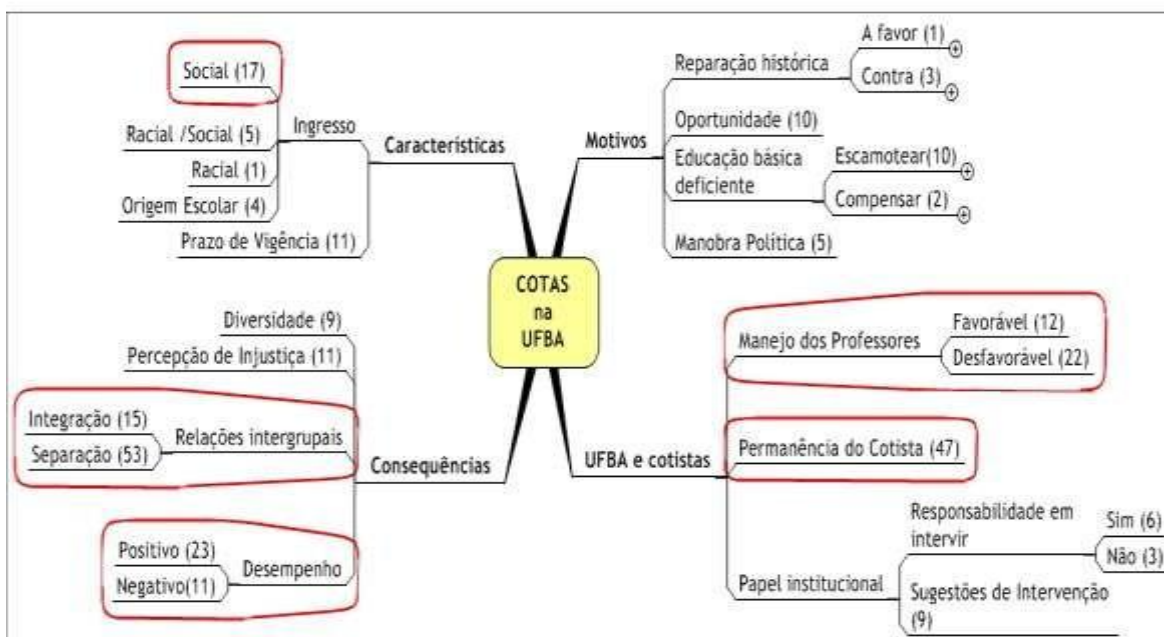 Social (17)
Racial /Social (5)
Racial (1)
Origem Escolar (4)
Ingresso
Prazo de Vigência (11)
Características
Motivos
Reparação histórica
A favor (1)
Contra (3)
Oportunidade (10)
Educação básica
deficiente
Escamotear(10)
Compensar (2)
Manobra Política (5)
COTAS
na
UFBA
Diversidade (9)
Percepção de Injustiça (11)
Integração (15)
Separação (53)
Relações intergrupais
Consequências
Positivo (23)
Negativo(11)
Desempenho
UFBA e cotistas
Manejo dos Professores
Favorável (12)
Desfavorável (22)
Permanência do Cotista (47)
Papel institucional
Responsabilidade em
intervir
Sim (6)
Não (3)
Sugestões de Intervenção
(9)